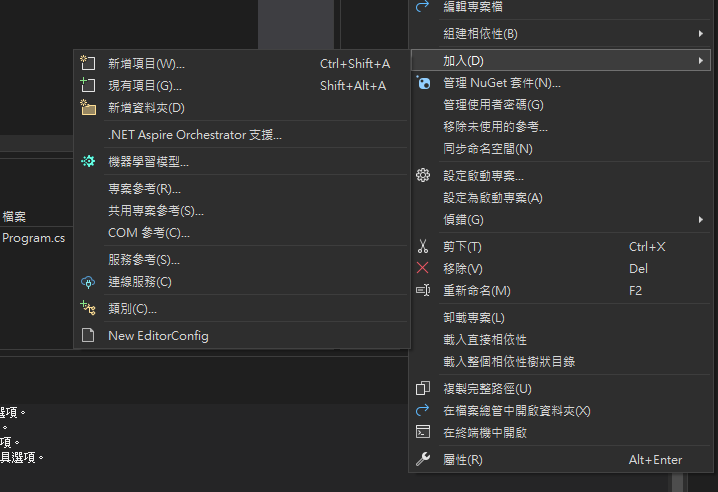 編輯專案檔
組建相依性(B)
加入(D)
管理 NuGet 套件(N)...
管理使用者密碼(G)
移除未使用的參考...
同步命名空間(N)
設定啟動專案...
設定為啟動專案(A)
偵錯(G)
剪下(T) Ctrl+X
移除(V) Del
重新命名(M) F2
卸載專案(L)
載入直接相依性
載入整個相依性樹狀目錄
複製完整路徑(U)
在檔案總管中開啟資料夾(X)
在終端機中開啟
屬性(R) Alt+Enter
新增項目(W)... Ctrl+Shift+A
現有項目(G)... Shift+Alt+A
新增資料夾(D)
.NET Aspire Orchestrator 支援...
機器學習模型...
專案參考(R)...
共用專案參考(S)...
COM 參考(C)...
服務參考(S)...
連線服務(C)
類別(C)...
New EditorConfig
檔案
Program.cs
選項。
。
項。
具選項。